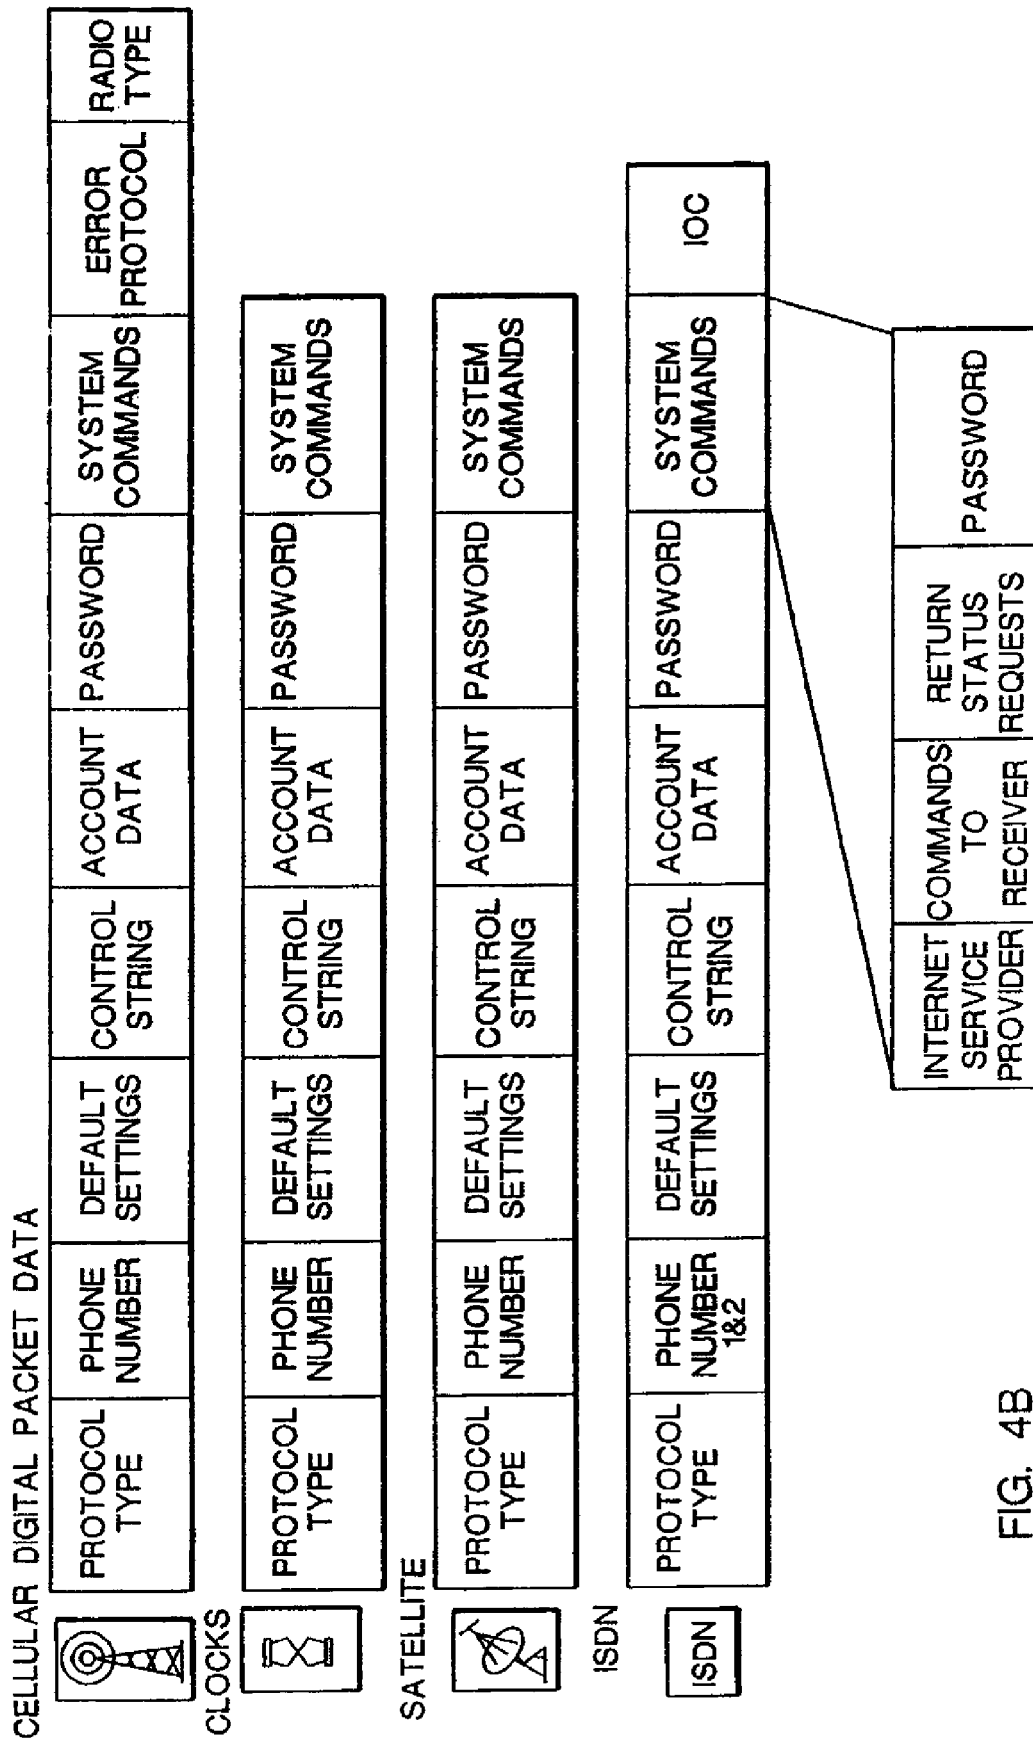 CELLULAR DIGITAL PACKET DATA
PROTOCOL
TYPE
PHONE
NUMBER
DEFAULT
SETTINGS
CONTROL
STRING
ACCOUNT
DATA
PASSWORD
SYSTEM
COMMANDS
ERROR
PROTOCOL
RADIO
TYPE
CLOCKS
PROTOCOL
TYPE
PHONE
NUMBER
DEFAULT
SETTINGS
CONTROL
STRING
ACCOUNT
DATA
PASSWORD
SYSTEM
COMMANDS
SATELLITE
PROTOCOL
TYPE
PHONE
NUMBER
DEFAULT
SETTINGS
CONTROL
STRING
ACCOUNT
DATA
PASSWORD
SYSTEM
COMMANDS
ISDN
ISDN
PROTOCOL
TYPE
PHONE
NUMBER
1&2
DEFAULT
SETTINGS
CONTROL
STRING
ACCOUNT
DATA
PASSWORD
SYSTEM
COMMANDS
IOC
INTERNET
SERVICE
PROVIDER
COMMANDS
TO
RECEIVER
RETURN
STATUS
REQUESTS
PASSWORD
FIG. 4B